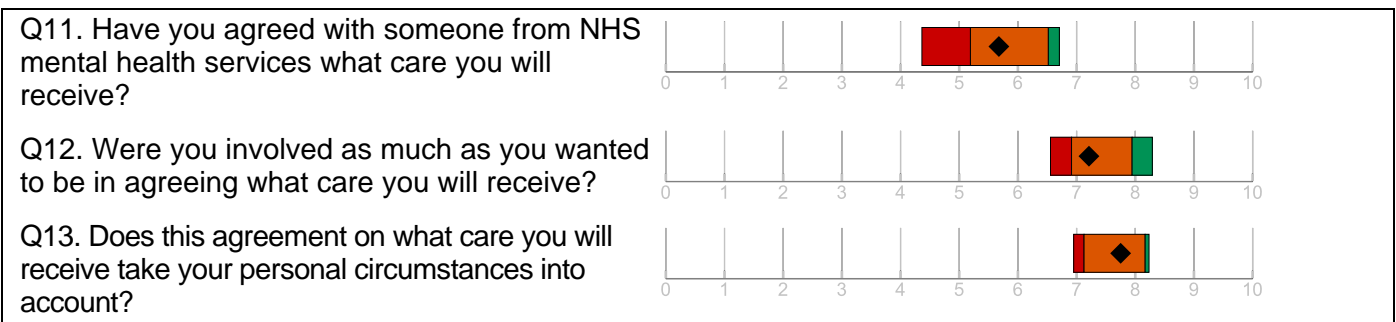 Q11. Have you agreed with someone from NHS
mental health services what care you will
receive?
0 1 2 3 4 5 6 7 8 9 10
Q12. Were you involved as much as you wanted
to be in agreeing what care you will receive?
0 1 2 3 4 5 6 7 8 9 10
Q13. Does this agreement on what care you will
receive take your personal circumstances into
account?
0 1 2 3 4 5 6 7 8 9 10